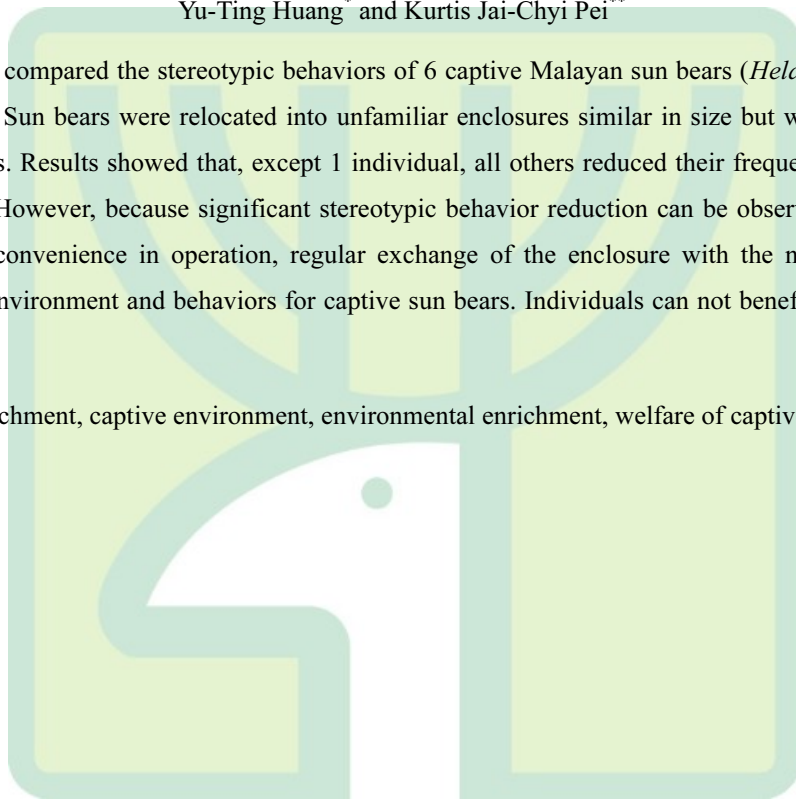 Yu-Ting Huang* and Kurtis Jai-Chyi Pei**
compared the stereotypic behaviors of 6 captive Malayan sun bears (Hela
Sun bears were relocated into unfamiliar enclosures similar in size but w
s. Results showed that, except 1 individual, all others reduced their freque
However, because significant stereotypic behavior reduction can be obser
convenience in operation, regular exchange of the enclosure with the n
nvironment and behaviors for captive sun bears. Individuals can not benef
chment, captive environment, environmental enrichment, welfare of captiv